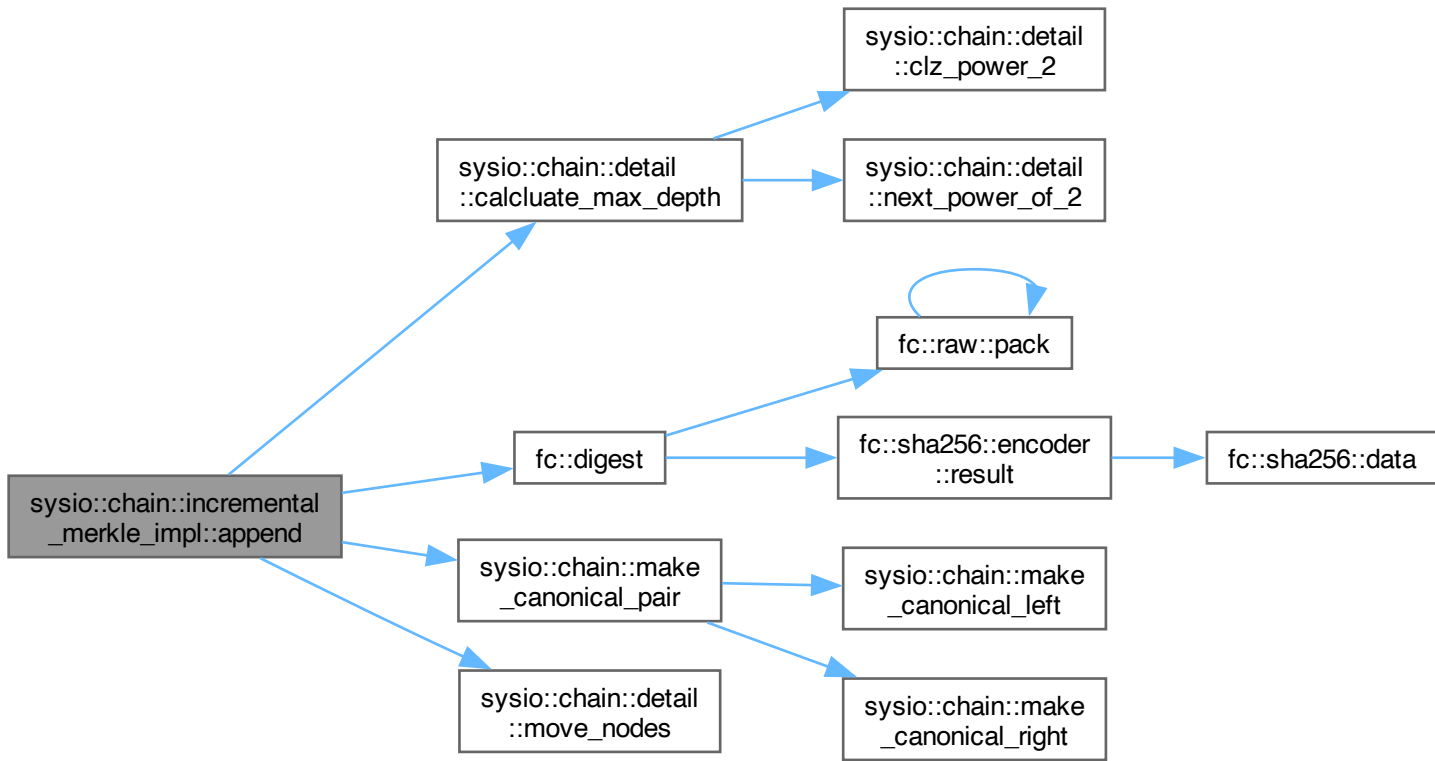 sysio::chain::incremental
_merkle_impl::append
sysio::chain::detail
::calcluate_max_depth
sysio::chain::detail
::clz_power_2
sysio::chain::detail
::next_power_of_2
fc::digest
fc::raw::pack
fc::sha256::encoder
::result
fc::sha256::data
sysio::chain::make
_canonical_pair
sysio::chain::make
_canonical_left
sysio::chain::make
_canonical_right
sysio::chain::detail
::move_nodes